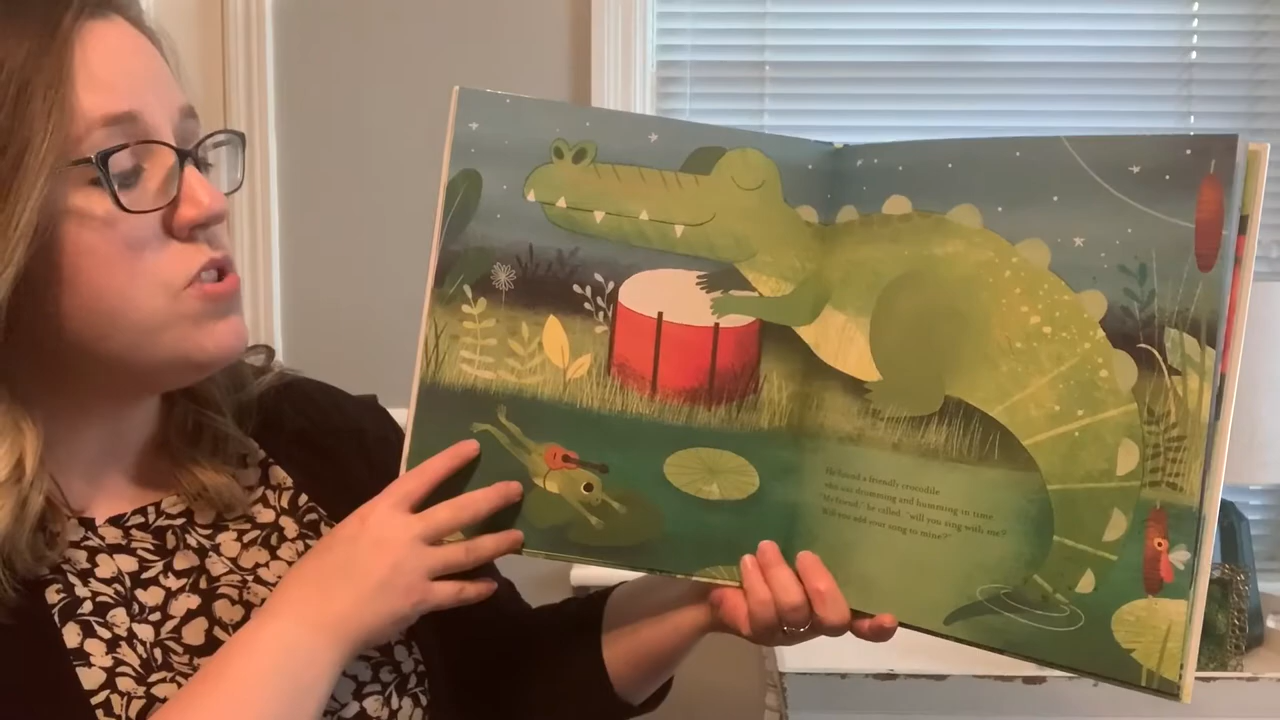 He found a friendly crocodile
who was drumming and humming in time.
"My friend," he called, "will you sing with me?
Will you add your song to mine?"